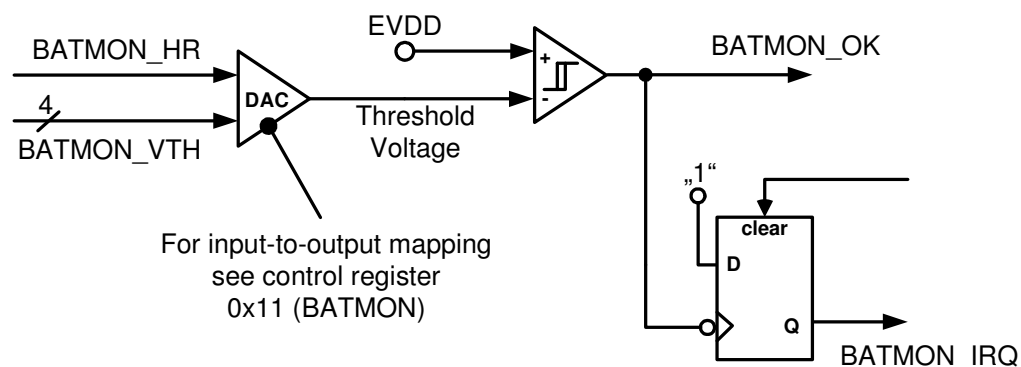 EVDD
BATMON_HR
BATMON_OK
+
DAC
-
4
Threshold
Voltage
BATMON_VTH
„1“
clear
For input-to-output mapping
see control register
0x11 (BATMON)
D
Q
BATMON_IRQ